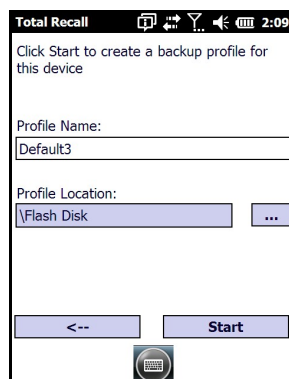 Total Recall 2:09
Click Start to create a backup profile for
this device
Profile Name:
Default3
Profile Location:
\Flash Disk ...
<-- Start